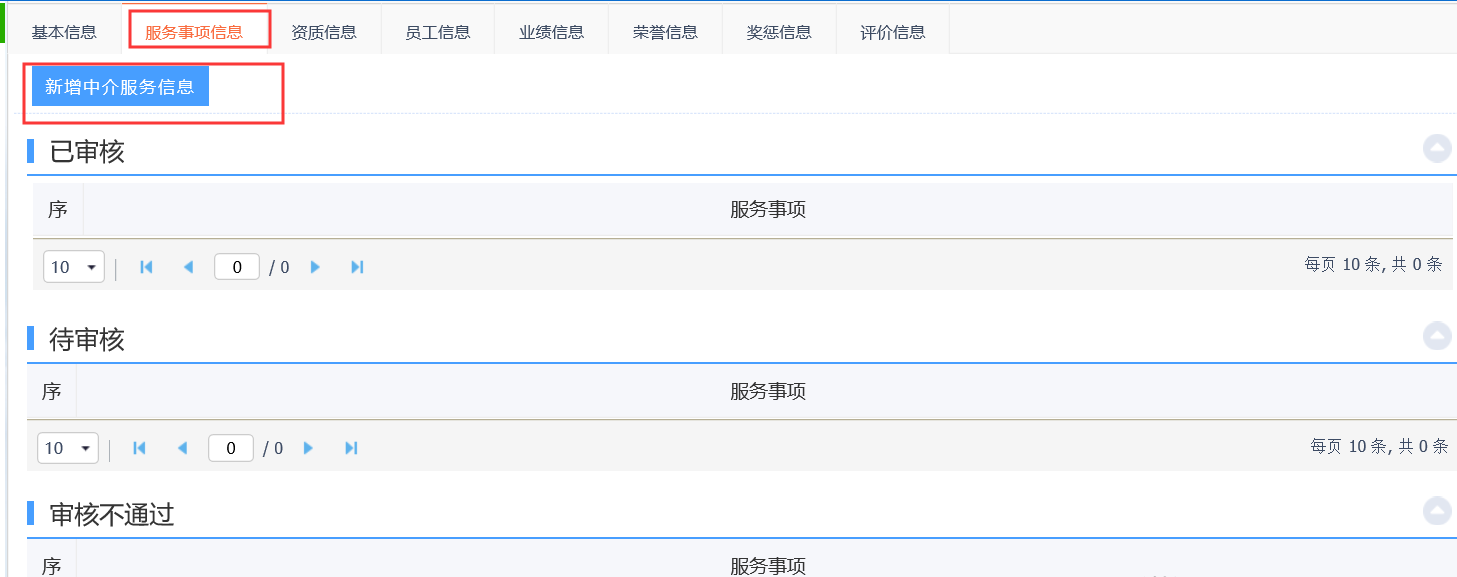 基本信息 服务事项信息 资质信息 员工信息 业绩信息 荣誉信息 奖惩信息 评价信息
新增中介服务信息
已审核
序 服务事项
10 0 / 0 每页 10 条, 共 0 条
待审核
序 服务事项
10 0 / 0 每页 10 条, 共 0 条
审核不通过
序 服务事项